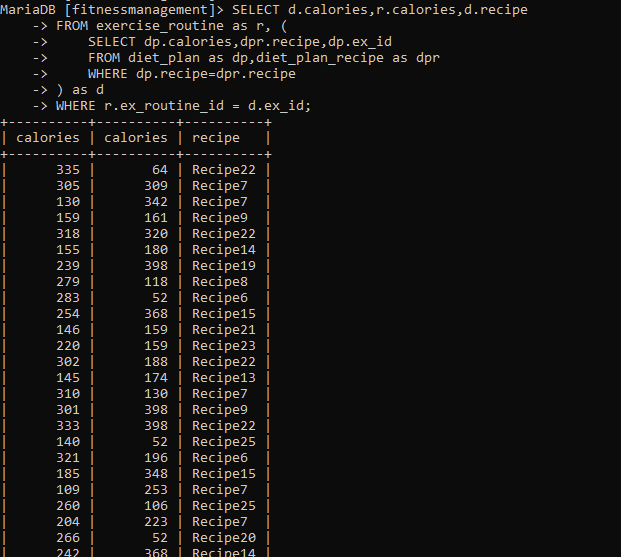 MariaDB [fitnessmanagement]> SELECT d.calories,r.calories,d.recipe
    -> FROM exercise_routine as r, (
    ->     SELECT dp.calories,dpr.recipe,dp.ex_id
    ->     FROM diet_plan as dp,diet_plan_recipe as dpr
    ->     WHERE dp.recipe=dpr.recipe
    -> ) as d
    -> WHERE r.ex_routine_id = d.ex_id;
+----------+----------+----------+
| calories | calories | recipe   |
+----------+----------+----------+
|      335 |       64 | Recipe22 |
|      305 |      309 | Recipe7  |
|      130 |      342 | Recipe7  |
|      159 |      161 | Recipe9  |
|      318 |      320 | Recipe22 |
|      155 |      180 | Recipe14 |
|      239 |      398 | Recipe19 |
|      279 |      118 | Recipe8  |
|      283 |       52 | Recipe6  |
|      254 |      368 | Recipe15 |
|      146 |      159 | Recipe21 |
|      220 |      159 | Recipe23 |
|      302 |      188 | Recipe22 |
|      145 |      174 | Recipe13 |
|      310 |      130 | Recipe7  |
|      301 |      398 | Recipe9  |
|      333 |      398 | Recipe22 |
|      140 |       52 | Recipe25 |
|      321 |      196 | Recipe6  |
|      185 |      348 | Recipe15 |
|      109 |      253 | Recipe7  |
|      260 |      106 | Recipe25 |
|      204 |      223 | Recipe7  |
|      266 |       52 | Recipe20 |
|      242 |      368 | Recipe14 |